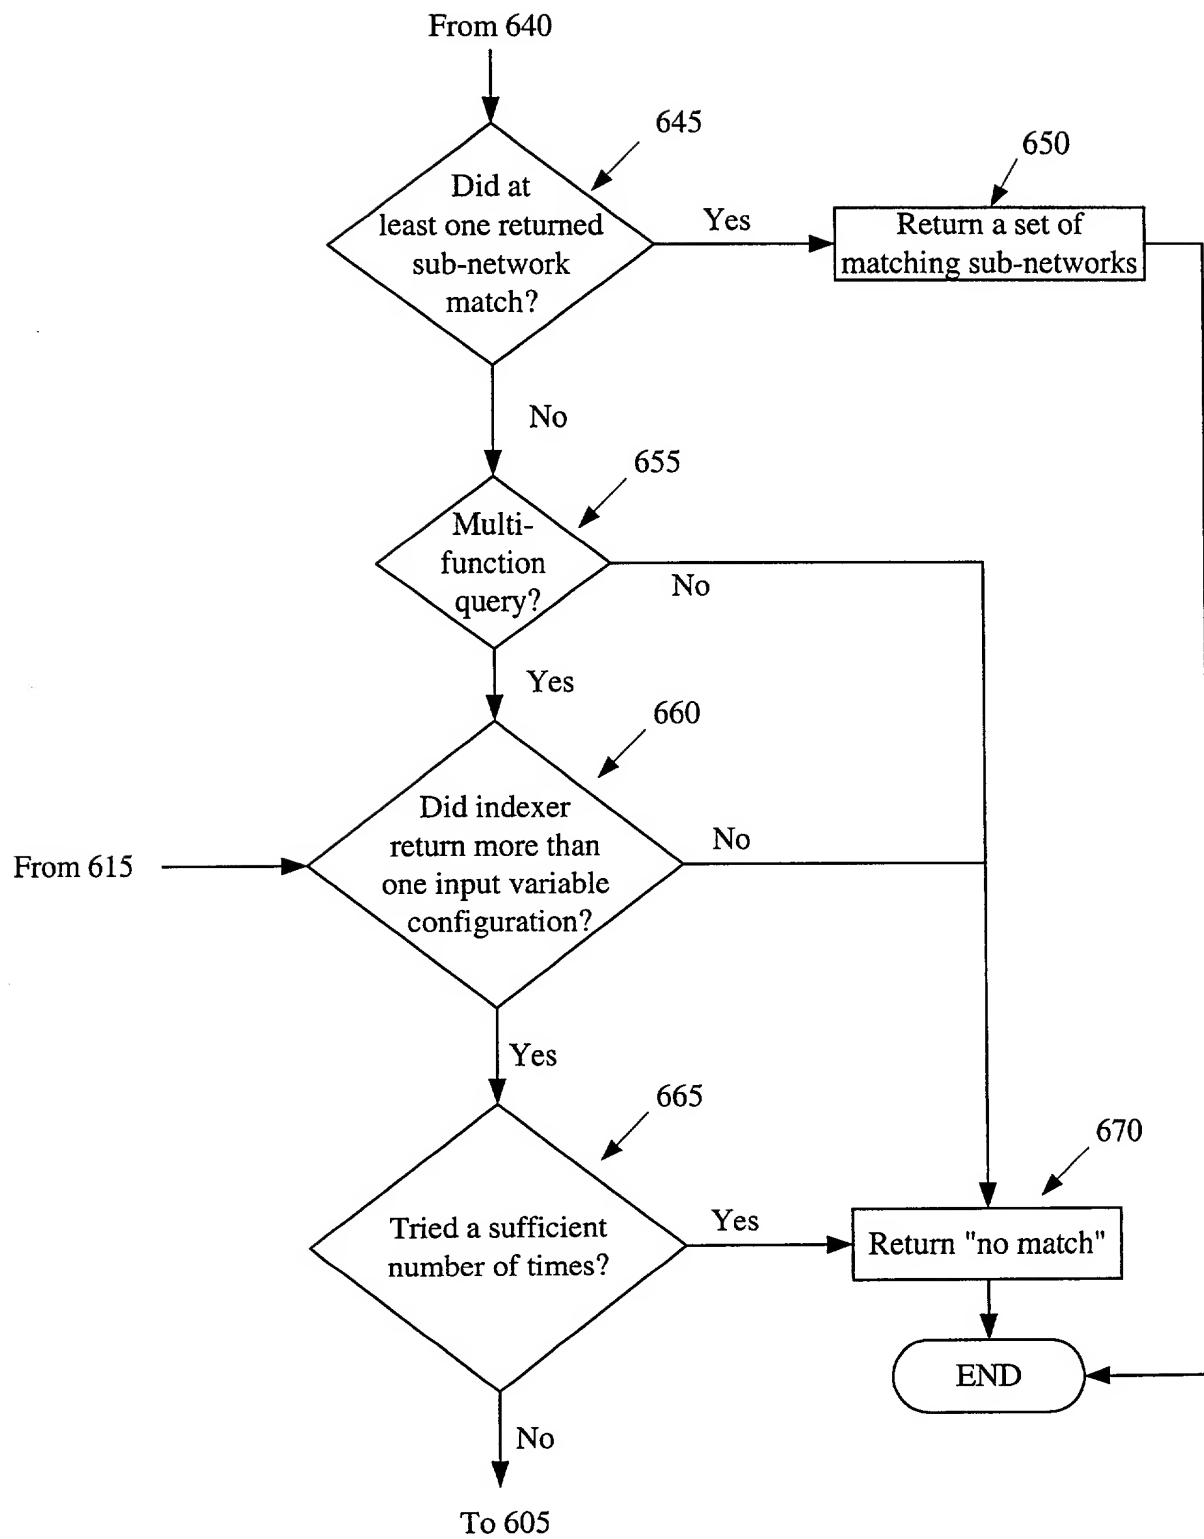 From 640
645
650
Did at
least one returned
sub-network
match?
Yes
Return a set of
matching sub-networks
No
655
Multi-
function
query?
No
Yes
660
Did indexer
return more than
one input variable
configuration?
No
From 615
Yes
665
670
Tried a sufficient
number of times?
Yes
Return "no match"
END
No
To 605